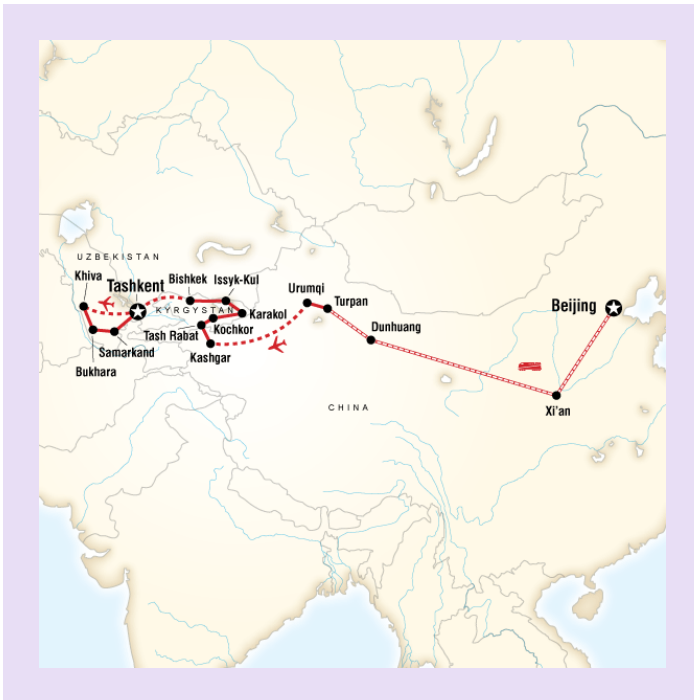 UZBEKISTAN
Khiva
Tashkent
Bishkek
Issyk-Kul
Urumqi
Turpan
Beijing
KYRGYSTAN
Karakol
Kochkor
Tash Rabat
Dunhuang
Samarkand
Kashgar
Bukhara
CHINA
Xi'an